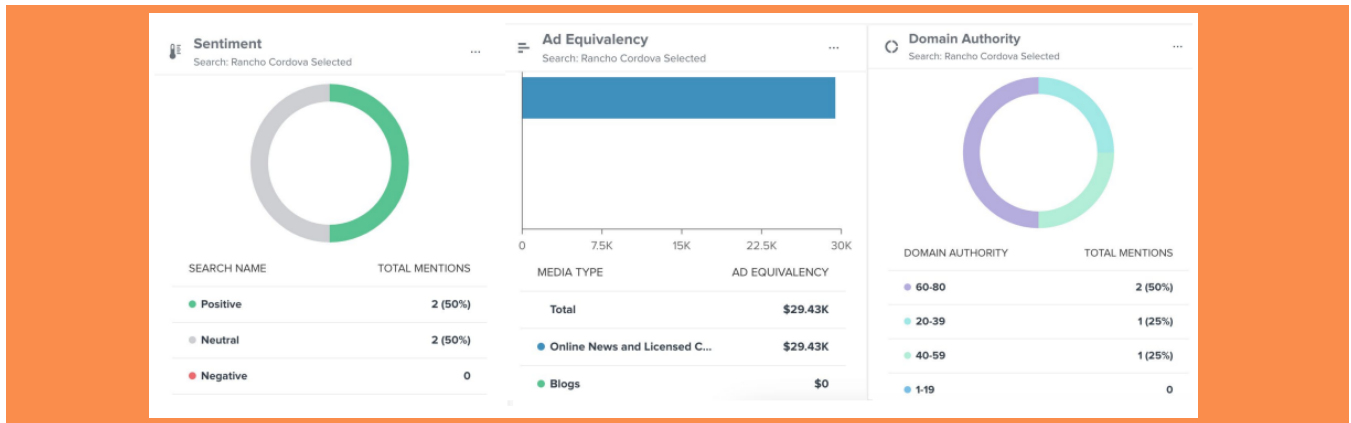 Sentiment
Search: Rancho Cordova Selected
...
SEARCH NAME TOTAL MENTIONS
Positive 2 (50%)
Neutral 2 (50%)
Negative 0
Ad Equivalency
Search: Rancho Cordova Selected
...
0 7.5K 15K 22.5K 30K
MEDIA TYPE AD EQUIVALENCY
Total $29.43K
Online News and Licensed C... $29.43K
Blogs $0
Domain Authority
Search: Rancho Cordova Selected
...
DOMAIN AUTHORITY TOTAL MENTIONS
60-80 2 (50%)
20-39 1 (25%)
40-59 1 (25%)
1-19 0